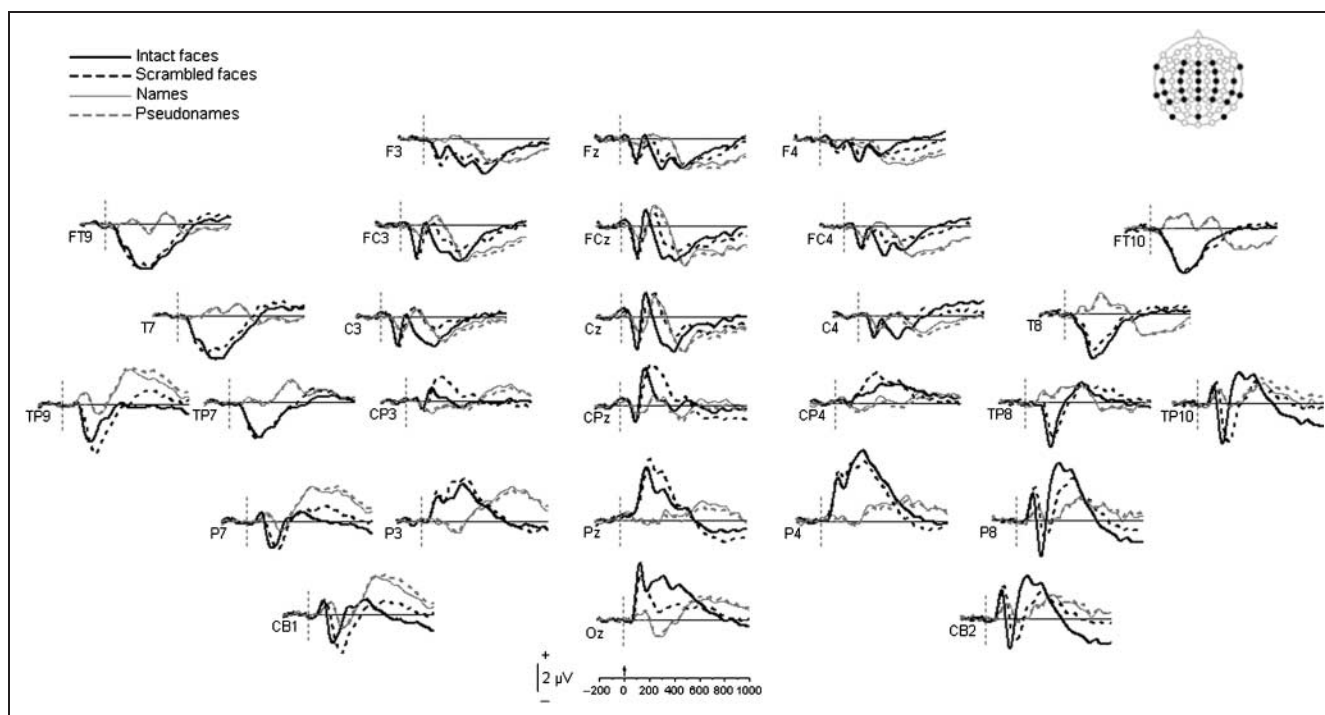 Intact faces
Scrambled faces
Names
Pseudonames
F3
Fz
F4
FT9
FC3
FCz
FC4
FT10
T7
C3
Cz
C4
T8
TP9
TP7
CP3
CPz
CP4
TP8
TP10
P7
P3
Pz
P4
P8
CB1
Oz
CB2
+
2 µV
−
−200 0 200 400 600 800 1000